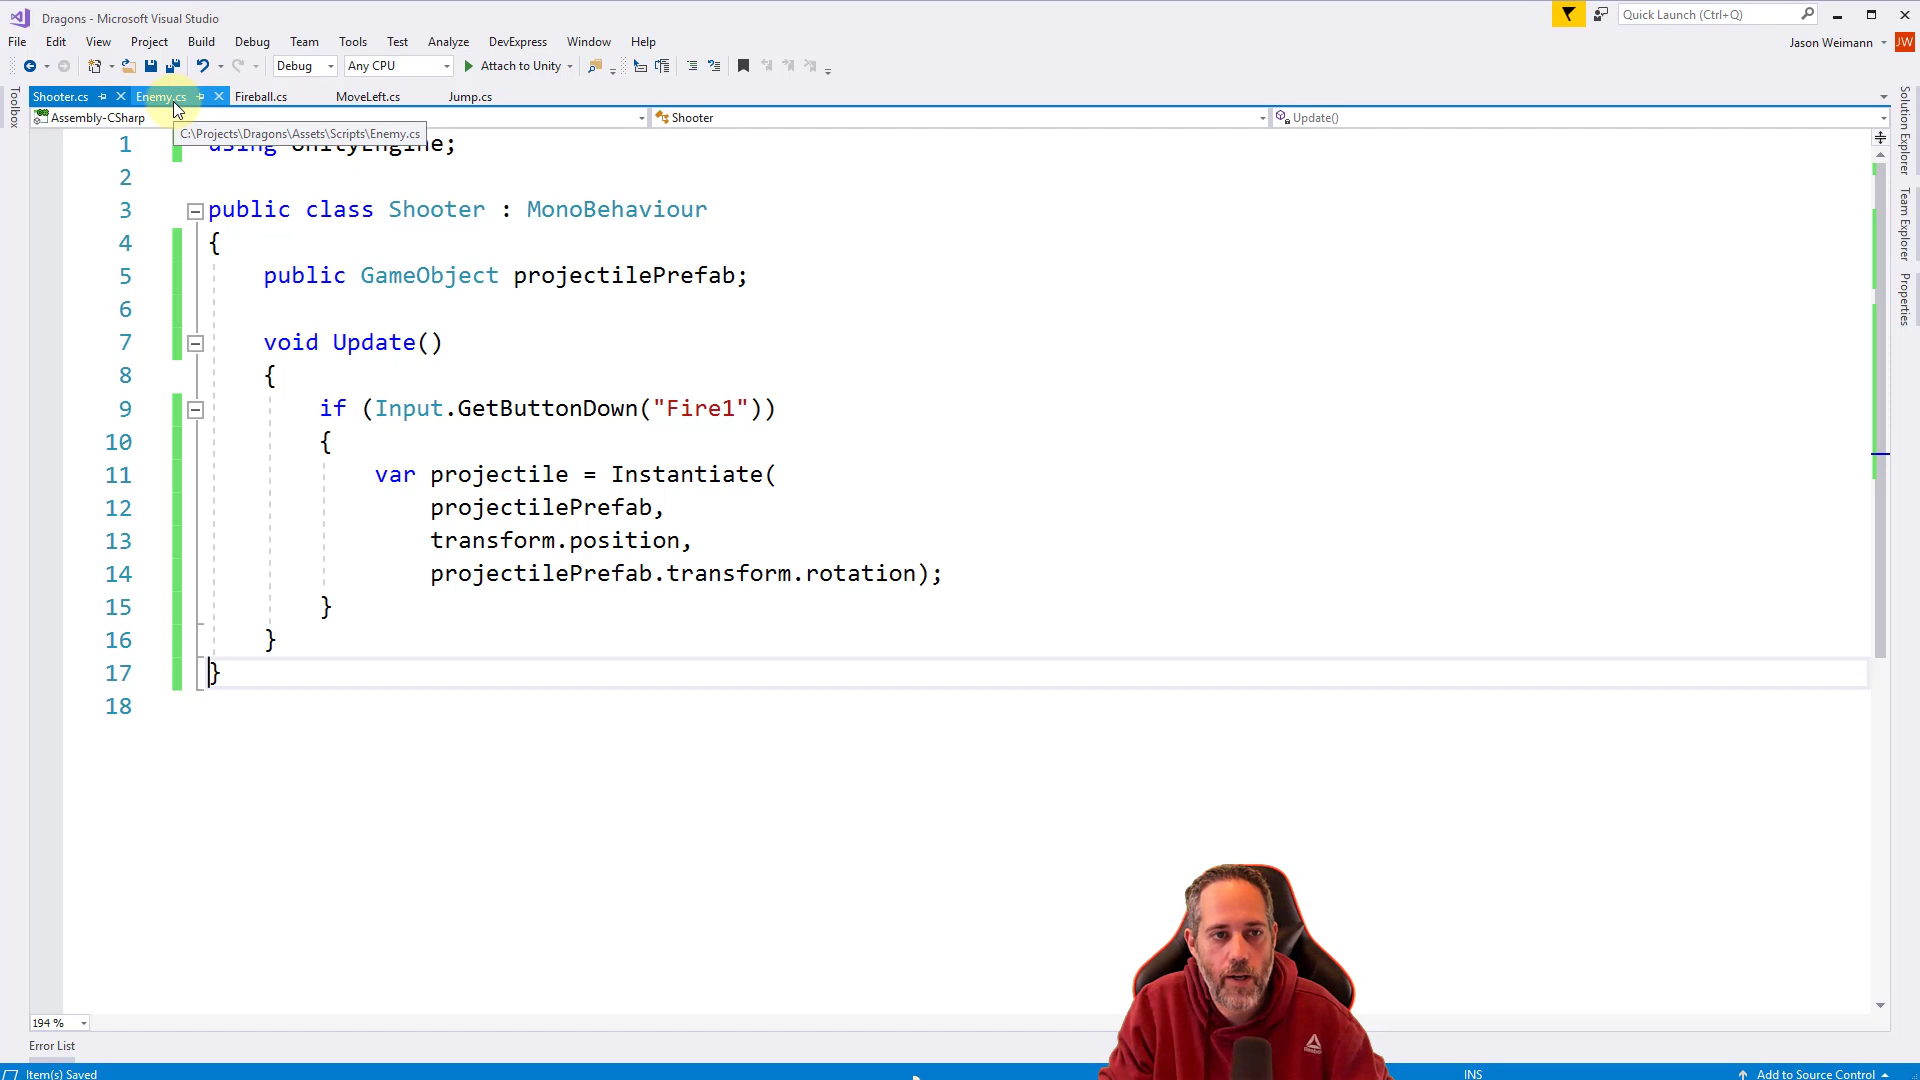 Dragons - Microsoft Visual Studio
Quick Launch (Ctrl+Q)
File Edit View Project Build Debug Team Tools Test Analyze DevExpress Window Help
Jason Weimann JW
Debug Any CPU Attach to Unity
Shooter.cs Enemy.cs Fireball.cs MoveLeft.cs Jump.cs
Assembly-CSharp Shooter Update()
C:\Projects\Dragons\Assets\Scripts\Enemy.cs
Toolbox
Solution Explorer
Team Explorer
Properties
1 using UnityEngine;
2
3 public class Shooter : MonoBehaviour
4 {
5 public GameObject projectilePrefab;
6
7 void Update()
8 {
9 if (Input.GetButtonDown("Fire1"))
10 {
11 var projectile = Instantiate(
12 projectilePrefab,
13 transform.position,
14 projectilePrefab.transform.rotation);
15 }
16 }
17 }
18
194 %
Error List
Item(s) Saved INS Add to Source Control
Reebok